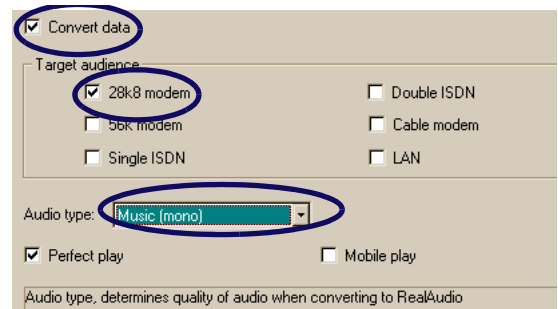 Convert data
Target audience
28k8 modem
Double ISDN
56k modem
Cable modem
Single ISDN
LAN
Audio type: Music (mono)
Perfect play
Mobile play
Audio type, determines quality of audio when converting to RealAudio